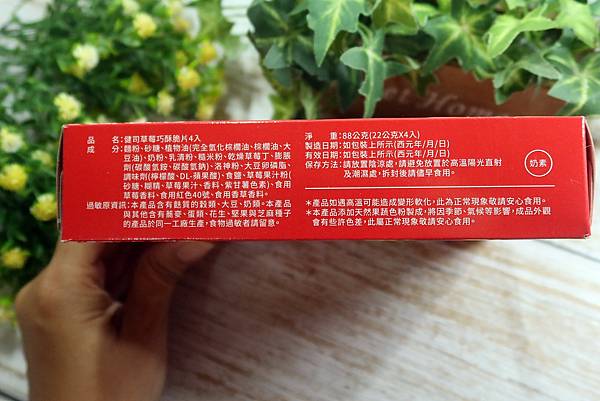 品　　名:健司草莓巧酥脆片4入
成　　分:麵粉、砂糖、植物油(完全氫化棕櫚油、棕櫚油、大
豆油)、奶粉、乳清粉、糙米粉、乾燥草莓丁、膨脹
劑(碳酸氫銨、碳酸氫鈉)、洛神粉、大豆卵磷脂、
調味劑(檸檬酸、DL-蘋果酸)、食鹽、草莓果汁粉(
砂糖、糊精、草莓果汁、香料、紫甘薯色素)、食用
草莓香料、食用紅色40號、食用香草香料。
過敏原資訊:本產品含有麩質的穀類、大豆、奶類。本產品
與其他含有蕎麥、蛋類、花生、堅果與芝麻種子
的產品於同一工廠生產,食物過敏者請留意。
淨　　重:88公克(22公克X4入)
製造日期:如包裝上所示(西元年/月/日)
有效日期:如包裝上所示(西元年/月/日)
保存方法:請放置陰涼處,請避免放置於高溫陽光直射
及潮濕處,拆封後請儘早食用。
奶素
＊產品如遇高溫可能造成變形軟化,此為正常現象敬請安心食用。
＊本產品添加天然果蔬色粉製成,將因季節、氣候等影響,成品外觀
會有些許色差,此屬正常現象敬請安心食用。
Hom